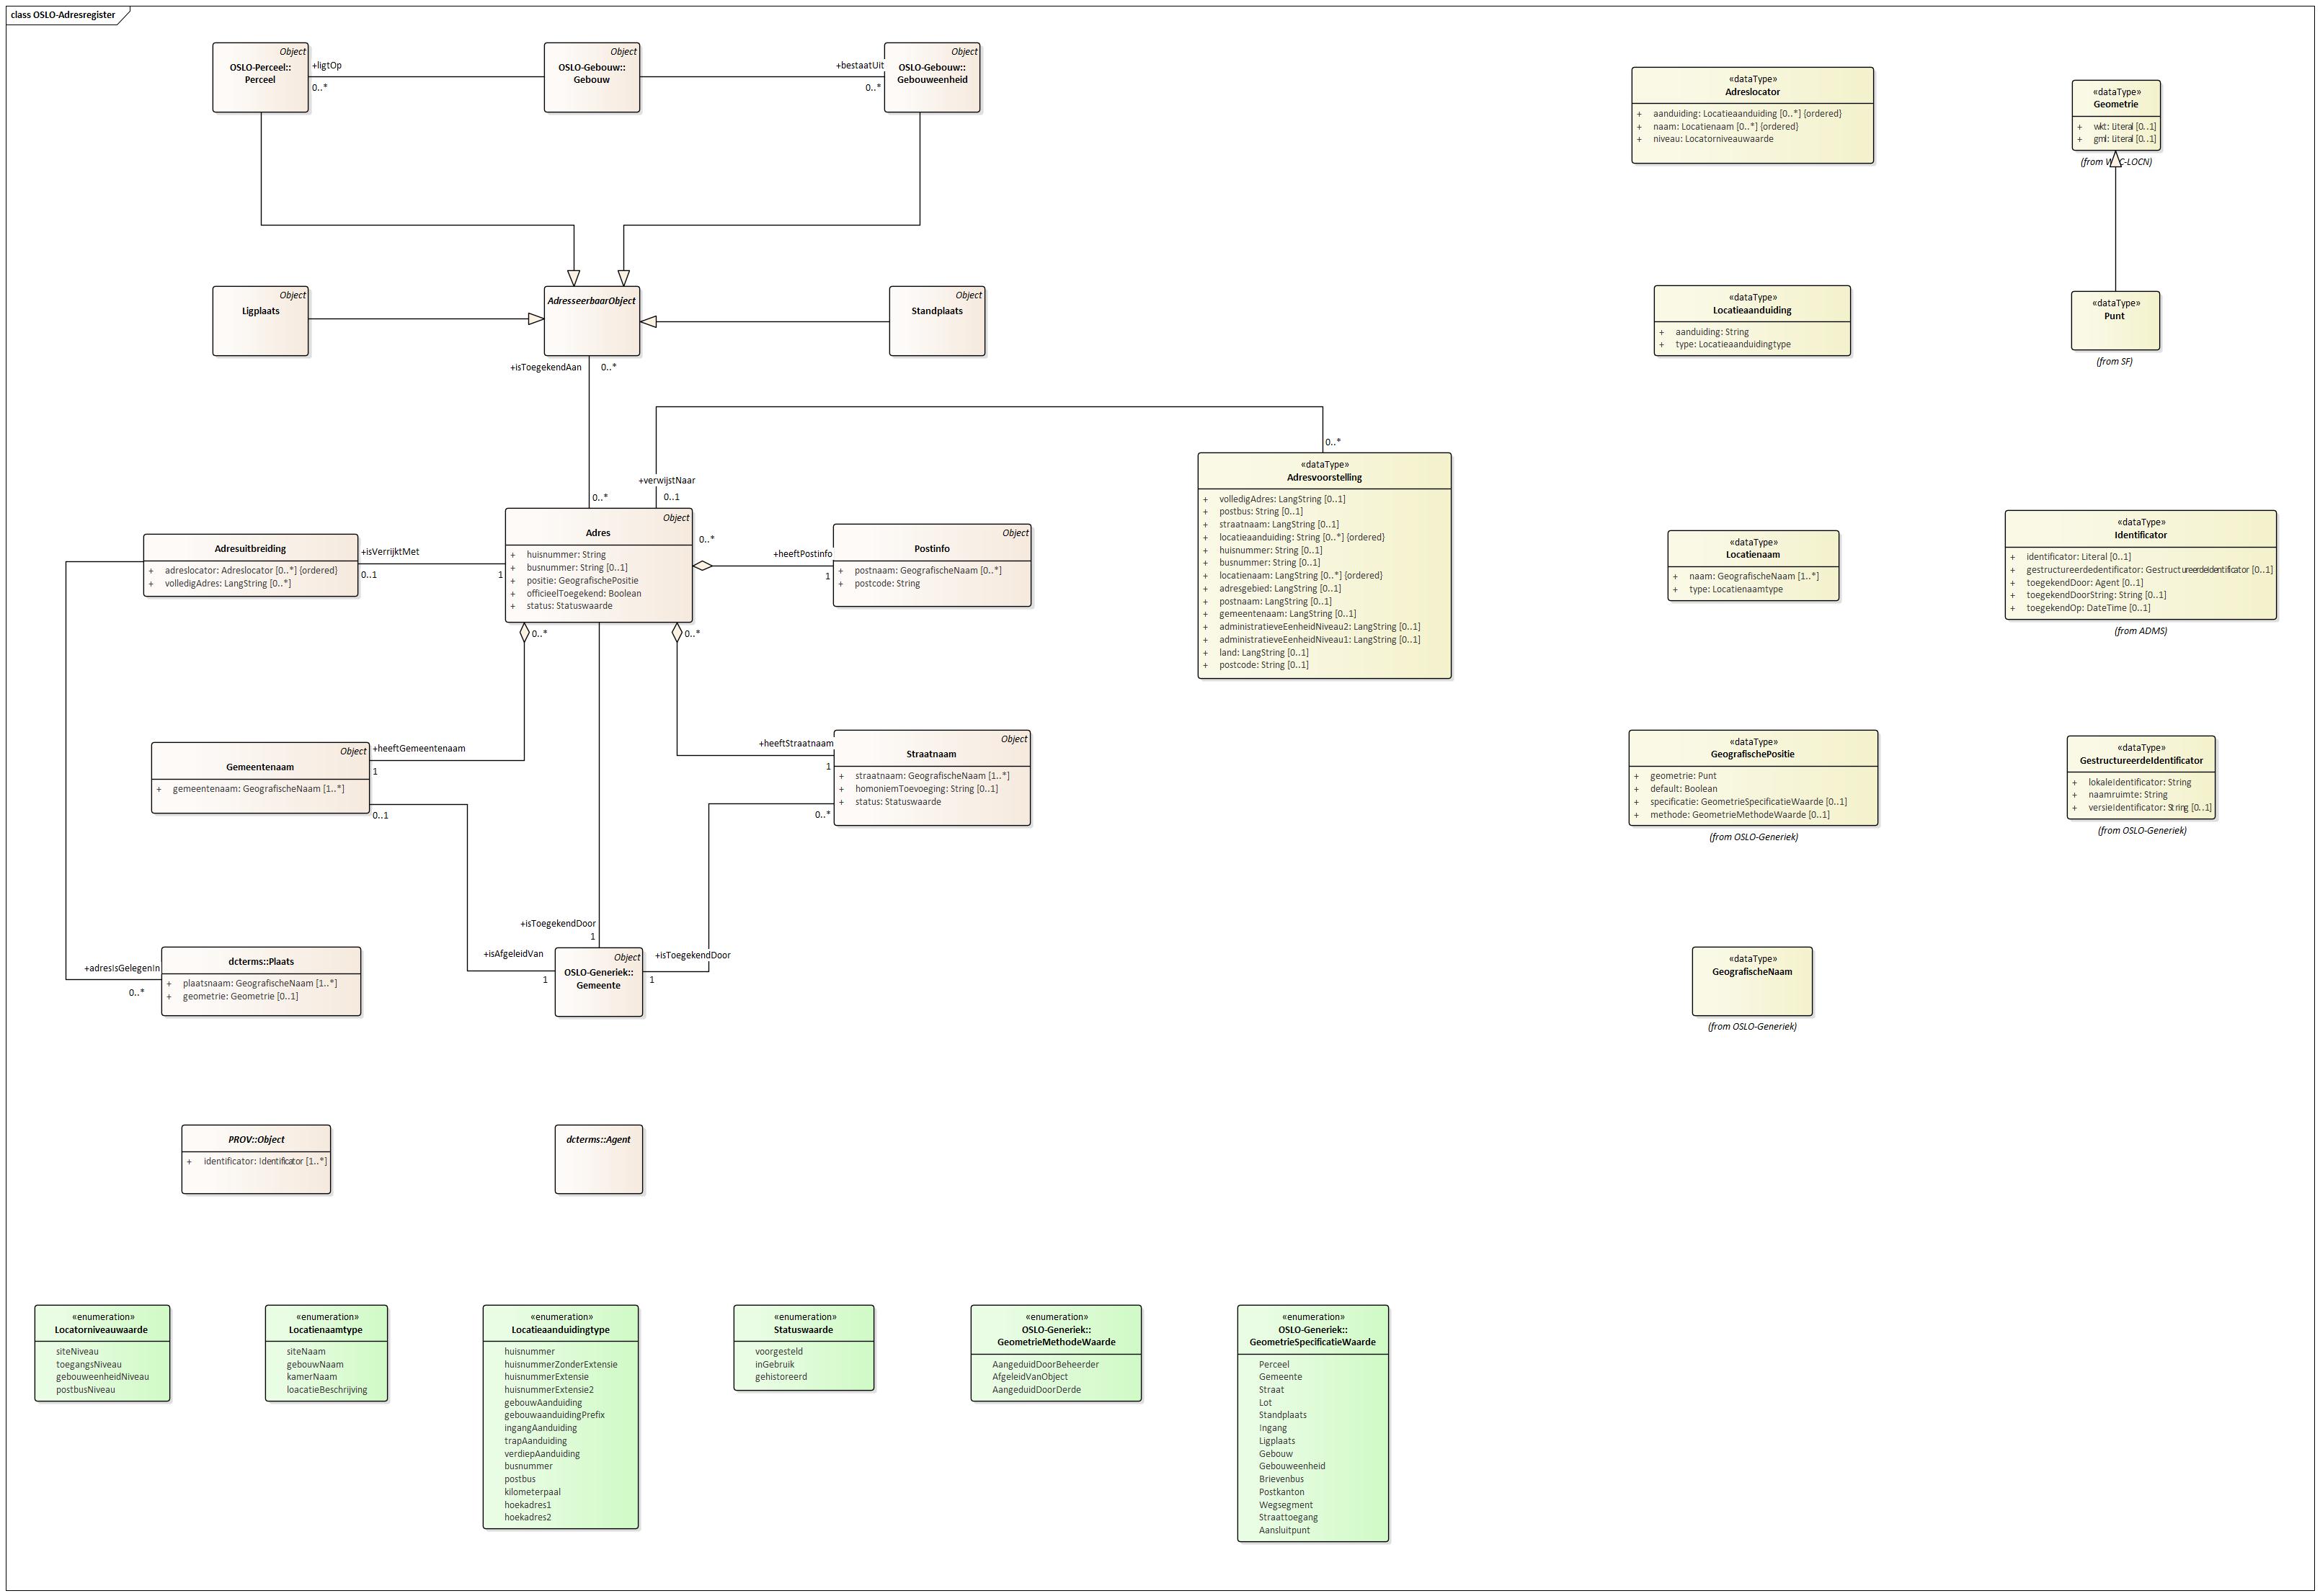 class OSLO-Adresregister
Object
OSLO-Perceel::
Perceel
+ligtOp
0..*
Object
OSLO-Gebouw::
Gebouw
+bestaatUit
0..*
Object
OSLO-Gebouw::
Gebouweenheid
Object
Ligplaats
AdresseerbaarObject
Object
Standplaats
+isToegekendAan
0..*
0..*
+verwijstNaar
0..1
0..*
Object
Adres
+ huisnummer: String
+ busnummer: String [0..1]
+ positie: GeografischePositie
+ officieelToegekend: Boolean
+ status: Statuswaarde
Adresuitbreiding
+ adreslocator: Adreslocator [0..*] {ordered}
+ volledigAdres: LangString [0..*]
+isVerrijktMet
0..1
1
0..*
+heeftPostinfo
1
Object
Postinfo
+ postnaam: GeografischeNaam [0..*]
+ postcode: String
0..*
0..*
Object
Gemeentenaam
+ gemeentenaam: GeografischeNaam [1..*]
+heeftGemeentenaam
1
0..1
+heeftStraatnaam
1
0..*
Object
Straatnaam
+ straatnaam: GeografischeNaam [1..*]
+ homoniemToevoeging: String [0..1]
+ status: Statuswaarde
+isToegekendDoor
1
+isAfgeleidVan
1
+isToegekendDoor
1
Object
OSLO-Generiek::
Gemeente
+adresIsGelegenIn
0..*
dcterms::Plaats
+ plaatsnaam: GeografischeNaam [1..*]
+ geometrie: Geometrie [0..1]
PROV::Object
+ identificator: Identificator [1..*]
dcterms::Agent
«dataType»
Adresvoorstelling
+ volledigAdres: LangString [0..1]
+ postbus: String [0..1]
+ straatnaam: LangString [0..1]
+ locatieaanduiding: String [0..*] {ordered}
+ huisnummer: String [0..1]
+ busnummer: String [0..1]
+ locatienaam: LangString [0..*] {ordered}
+ adresgebied: LangString [0..1]
+ postnaam: LangString [0..1]
+ gemeentenaam: LangString [0..1]
+ administratieveEenheidNiveau2: LangString [0..1]
+ administratieveEenheidNiveau1: LangString [0..1]
+ land: LangString [0..1]
+ postcode: String [0..1]
«dataType»
Adreslocator
+ aanduiding: Locatieaanduiding [0..*] {ordered}
+ naam: Locatienaam [0..*] {ordered}
+ niveau: Locatorniveauwaarde
«dataType»
Geometrie
+ wkt: Literal [0..1]
+ gml: Literal [0..1]
(from
«dataType»
Locatieaanduiding
+ aanduiding: String
+ type: Locatieaanduidingtype
«dataType»
Punt
(from SF)
«dataType»
Locatienaam
+ naam: GeografischeNaam [1..*]
+ type: Locatienaamtype
«dataType»
Identificator
+ identificator: Literal [0..1]
+ gestructureerdedentificator: GestructureerdeIdentificator [0..1]
+ toegekendDoor: Agent [0..1]
+ toegekendDoorString: String [0..1]
+ toegekendOp: DateTime [0..1]
(from ADMS)
«dataType»
GeografischePositie
+ geometrie: Punt
+ default: Boolean
+ specificatie: GeometrieSpecificatieWaarde [0..1]
+ methode: GeometrieMethodeWaarde [0..1]
(from OSLO-Generiek)
«dataType»
GestructureerdeIdentificator
+ lokaleIdentificator: String
+ naamruimte: String
+ versieIdentificator: String [0..1]
(from OSLO-Generiek)
«dataType»
GeografischeNaam
(from OSLO-Generiek)
«enumeration»
Locatorniveauwaarde
siteNiveau
toegangsNiveau
gebouweenheidNiveau
postbusNiveau
«enumeration»
Locatienaamtype
siteNaam
gebouwNaam
kamerNaam
loacatieBeschrijving
«enumeration»
Locatieaanduidingtype
huisnummer
huisnummerZonderExtensie
huisnummerExtensie
huisnummerExtensie2
gebouwAanduiding
gebouwaanduidingPrefix
ingangAanduiding
trapAanduiding
verdiepAanduiding
busnummer
postbus
kilometerpaal
hoekadres1
hoekadres2
«enumeration»
Statuswaarde
voorgesteld
inGebruik
gehistoreerd
«enumeration»
OSLO-Generiek::
GeometrieMethodeWaarde
AangeduidDoorBeheerder
AfgeleidVanObject
AangeduidDoorDerde
«enumeration»
OSLO-Generiek::
GeometrieSpecificatieWaarde
Perceel
Gemeente
Straat
Lot
Standplaats
Ingang
Ligplaats
Gebouw
Gebouweenheid
Brievenbus
Postkanton
Wegsegment
Straattoegang
Aansluitpunt